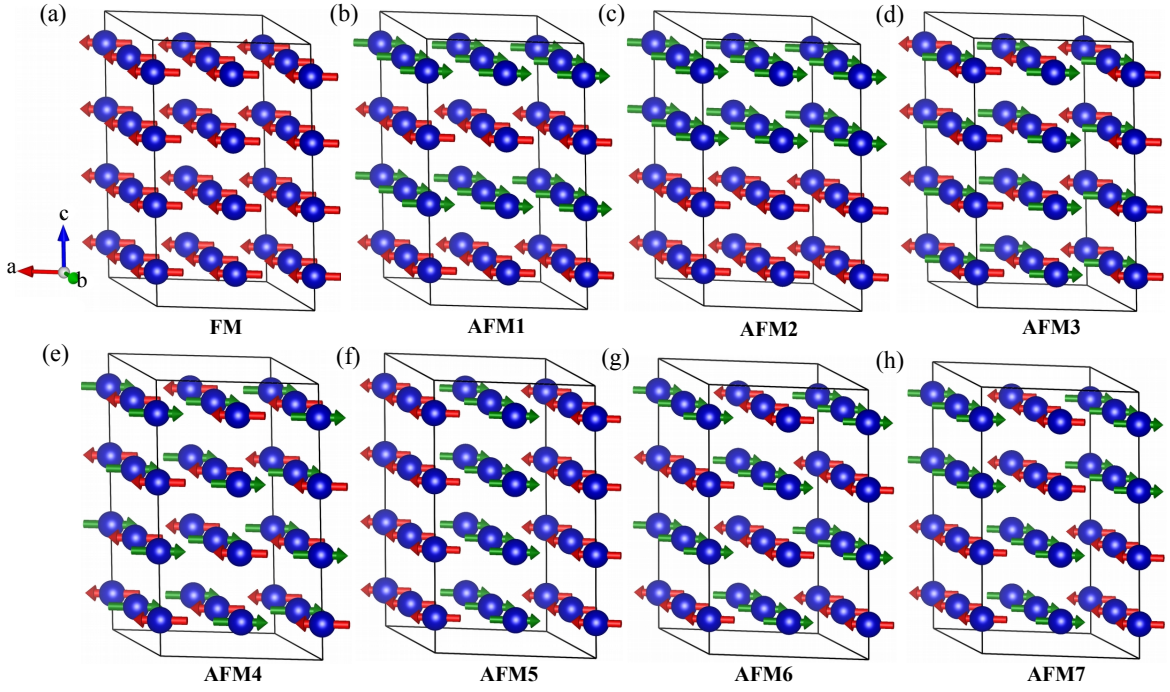 (a)
(b)
(c)
(d)
c
a
b
FM
AFM1
AFM2
AFM3
(e)
(f)
(g)
(h)
AFM4
AFM5
AFM6
AFM7